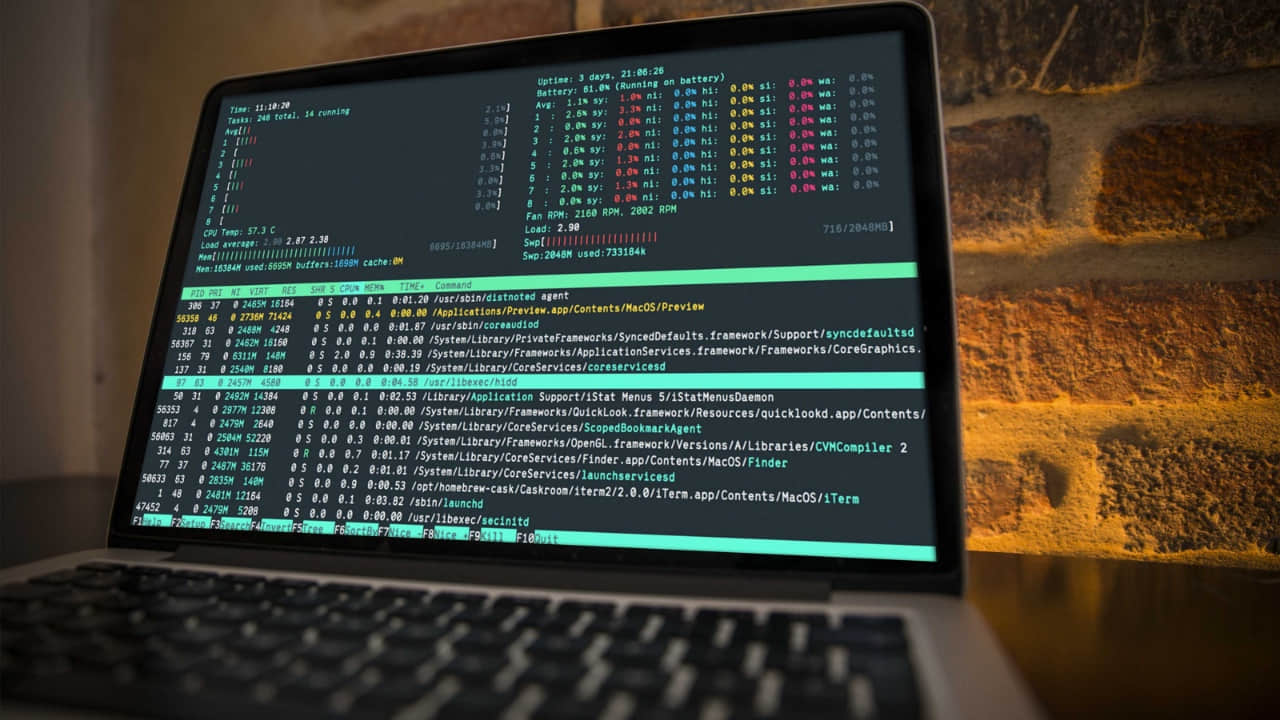 Time: 11:10:20
Tasks: 248 total, 14 running
Avg[|| 2.1%]
1 [|||| 5.9%]
2 [ 0.0%]
3 [|||| 3.9%]
4 [ 0.6%]
5 [||| 3.3%]
6 [ 0.0%]
7 [||| 3.3%]
8 [ 0.0%]
CPU Temp: 57.3 C
Load average: 2.90 2.87 2.38
Mem[|||||||||||||||||||||||||||| 6695/16384MB]
Mem:16384M used:6695M buffers:1698M cache:0M
Uptime: 3 days, 21:06:26
Battery: 61.0% (Running on battery)
Avg: 1.1% sy: 1.0% ni: 0.0% hi: 0.0% si: 0.0% wa: 0.0%
1 : 2.6% sy: 3.3% ni: 0.0% hi: 0.0% si: 0.0% wa: 0.0%
2 : 0.0% sy: 0.0% ni: 0.0% hi: 0.0% si: 0.0% wa: 0.0%
3 : 2.0% sy: 2.0% ni: 0.0% hi: 0.0% si: 0.0% wa: 0.0%
4 : 0.6% sy: 0.0% ni: 0.0% hi: 0.0% si: 0.0% wa: 0.0%
5 : 2.0% sy: 1.3% ni: 0.0% hi: 0.0% si: 0.0% wa: 0.0%
6 : 0.0% sy: 0.0% ni: 0.0% hi: 0.0% si: 0.0% wa: 0.0%
7 : 2.0% sy: 1.3% ni: 0.0% hi: 0.0% si: 0.0% wa: 0.0%
8 : 0.0% sy: 0.0% ni: 0.0% hi: 0.0% si: 0.0% wa: 0.0%
Fan RPM: 2160 RPM, 2002 RPM
Load: 2.90
Swp[||||||||||||||||||| 716/2048MB]
Swp:2048M used:733184k
PID PRI NI VIRT RES SHR S CPU% MEM% TIME+ Command
306 37 0 2465M 16164 0 S 0.0 0.1 0:01.20 /usr/sbin/distnoted agent
56358 46 0 2736M 71424 0 S 0.0 0.4 0:00.00 /Applications/Preview.app/Contents/MacOS/Preview
318 63 0 2488M 4248 0 S 0.0 0.0 0:01.87 /usr/sbin/coreaudiod
56367 31 0 2462M 16160 0 S 0.0 0.1 0:00.00 /System/Library/PrivateFrameworks/SyncedDefaults.framework/Support/syncdefaultsd
156 79 0 6311M 148M 0 S 2.0 0.9 0:38.39 /System/Library/Frameworks/ApplicationServices.framework/Frameworks/CoreGraphics.
137 31 0 2540M 8180 0 S 0.0 0.0 0:00.19 /System/Library/CoreServices/coreservicesd
97 63 0 2457M 4580 0 S 0.0 0.0 0:04.58 /usr/libexec/hidd
50 31 0 2492M 14384 0 S 0.0 0.1 0:02.53 /Library/Application Support/iStat Menus 5/iStatMenusDaemon
56353 4 0 2977M 12308 0 R 0.0 0.1 0:00.00 /System/Library/Frameworks/QuickLook.framework/Resources/quicklookd.app/Contents/
817 4 0 2479M 2640 0 S 0.0 0.0 0:00.00 /System/Library/CoreServices/ScopedBookmarkAgent
56063 31 0 2504M 52220 0 S 0.0 0.3 0:00.01 /System/Library/Frameworks/OpenGL.framework/Versions/A/Libraries/CVMCompiler 2
314 63 0 4301M 115M 0 R 0.0 0.7 0:01.17 /System/Library/CoreServices/Finder.app/Contents/MacOS/Finder
77 37 0 2487M 36176 0 S 0.0 0.2 0:01.01 /System/Library/CoreServices/launchservicesd
50633 63 0 2835M 140M 0 S 0.0 0.9 0:00.53 /opt/homebrew-cask/Caskroom/iterm2/2.0.0/iTerm.app/Contents/MacOS/iTerm
1 48 0 2481M 12164 0 S 0.0 0.1 0:03.82 /sbin/launchd
47452 4 0 2479M 5208 0 S 0.0 0.0 0:00.00 /usr/libexec/secinitd
F1Help F2Setup F3SearchF4InvertF5Tree F6SortByF7Nice -F8Nice +F9Kill F10Quit